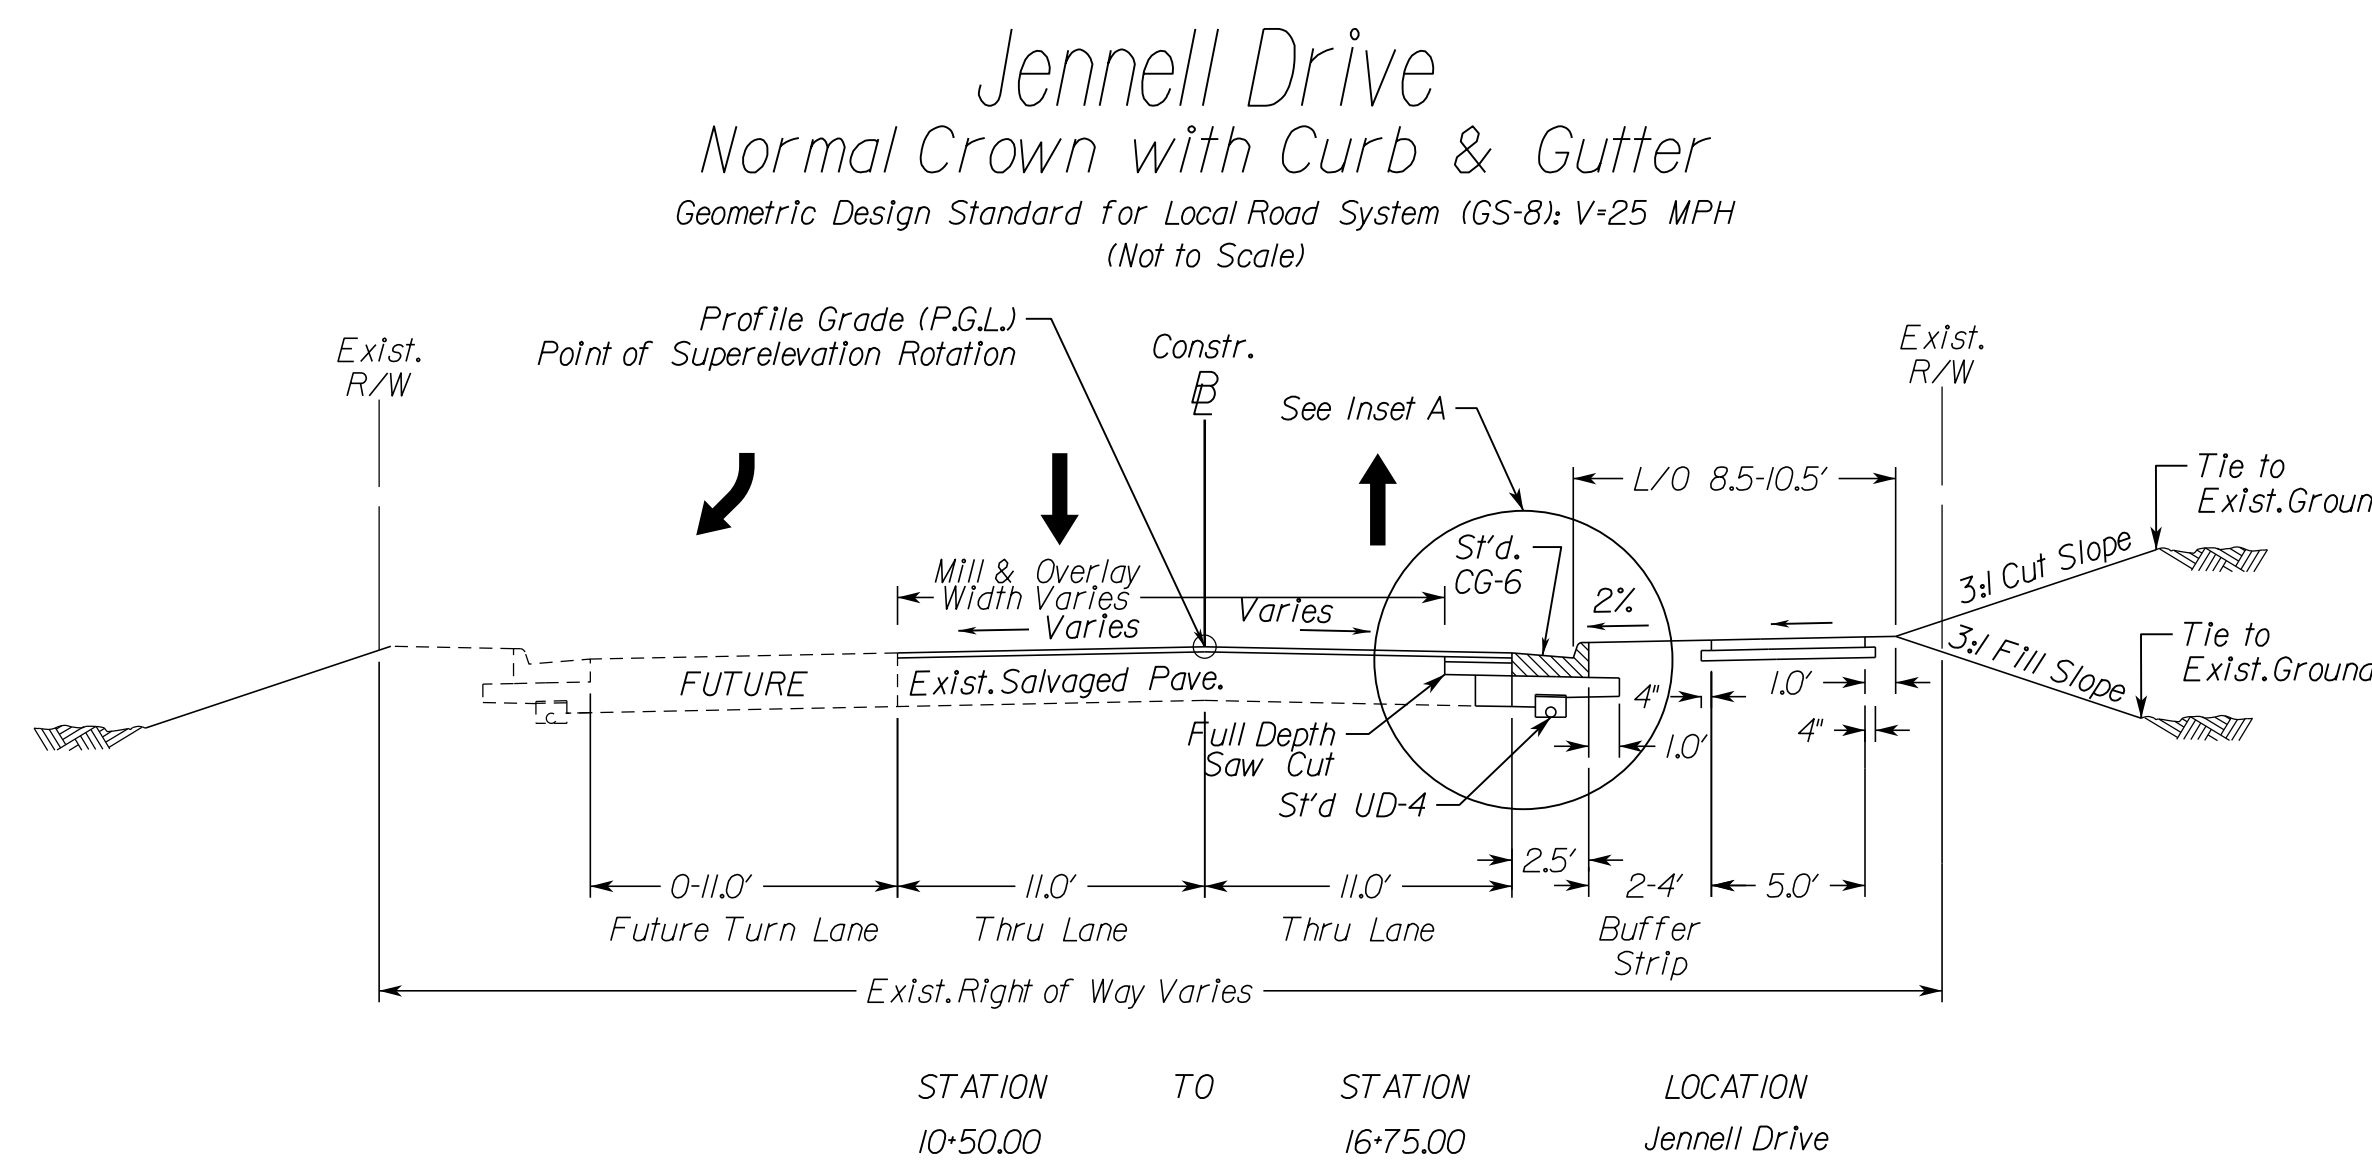 Jennell Drive
Normal Crown with Curb & Gutter
Geometric Design Standard for Local Road System (GS-8): V=25 MPH
(Not to Scale)
Profile Grade (P.G.L.)
Point of Superelevation Rotation
Exist.
R/W
Constr.
BL
See Inset A
Exist.
R/W
L/O 8.5-10.5'
Tie to
Exist. Groun
St'd.
CG-6
Mill & Overlay
Width Varies
Varies
Varies
2%
3:1 Cut Slope
3:1 Fill Slope
Tie to
Exist. Ground
FUTURE
Exist. Salvaged Pave.
4"
1.0'
4"
1.0'
Full Depth
Saw Cut
St'd UD-4
2.5'
0-11.0'
11.0'
11.0'
2-4'
5.0'
Future Turn Lane
Thru Lane
Thru Lane
Buffer
Strip
Exist. Right of Way Varies
STATION TO STATION LOCATION
10+50.00 16+75.00 Jennell Drive